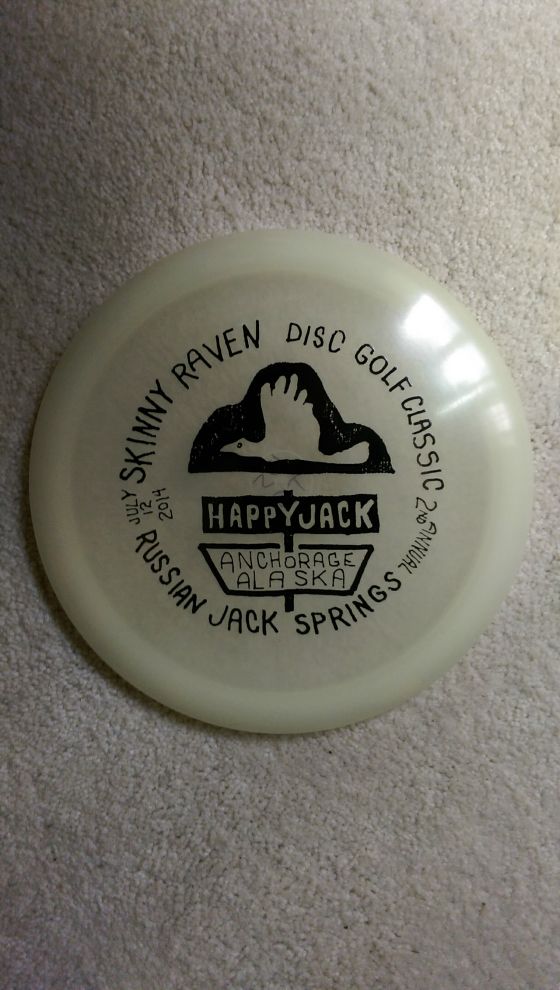 SKINNY RAVEN DISC GOLF CLASSIC
2ND ANNUAL
JULY
12
2014
HAPPYJACK
ANCHORAGE
ALASKA
RUSSIAN JACK SPRINGS